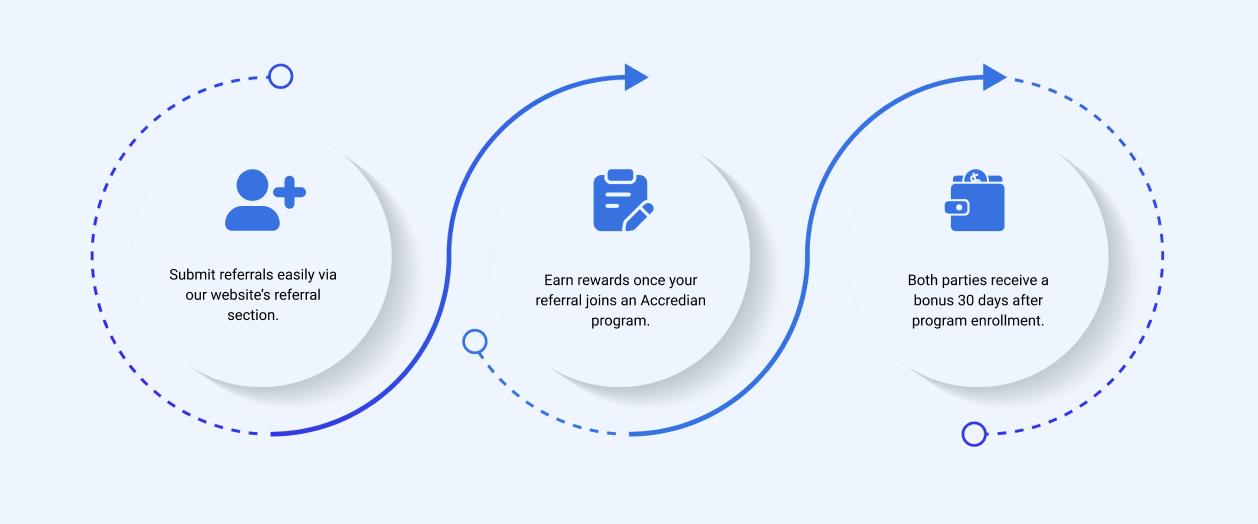 Submit referrals easily via
our website’s referral
section.
Earn rewards once your
referral joins an Accredian
program.
Both parties receive a
bonus 30 days after
program enrollment.